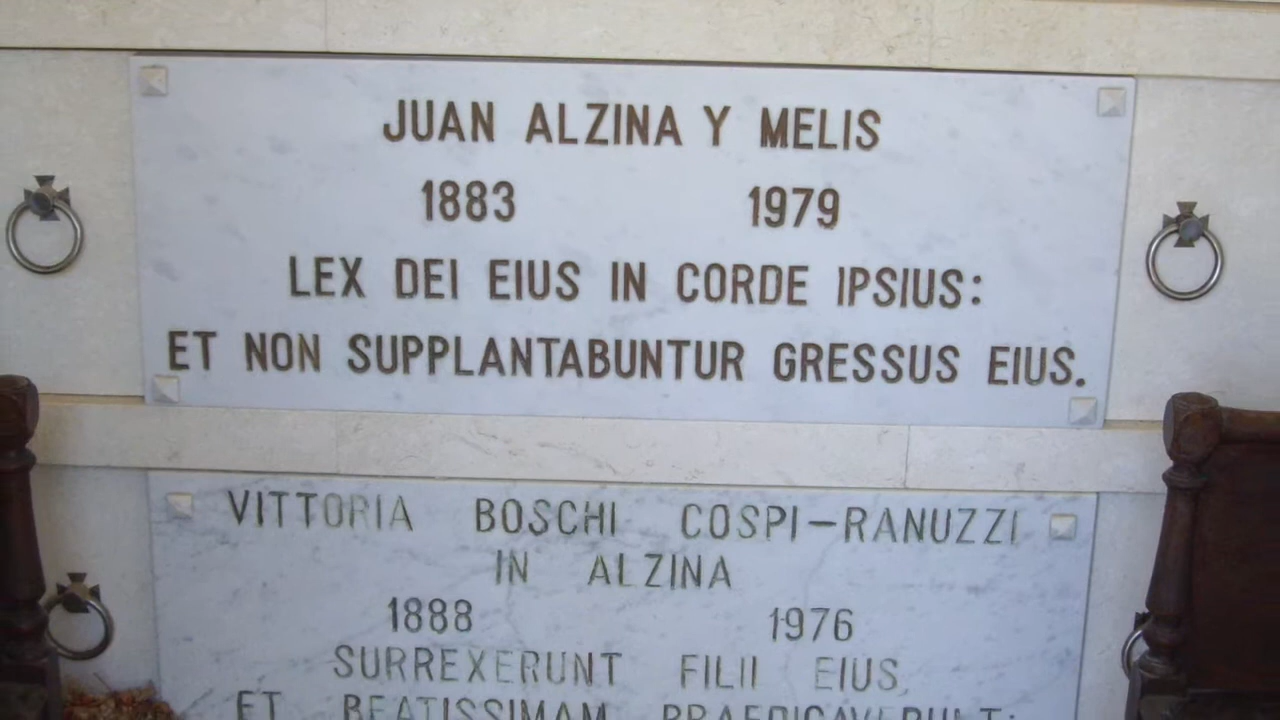 JUAN ALZINA Y MELIS
1883 1979
LEX DEI EIUS IN CORDE IPSIUS:
ET NON SUPPLANTABUNTUR GRESSUS EIUS.
VITTORIA BOSCHI COSPI-RANUZZI
IN ALZINA
1888 1976
SURREXERUNT FILII EIUS,
ET BEATISSIMAM PRAEDICAVERUNT: